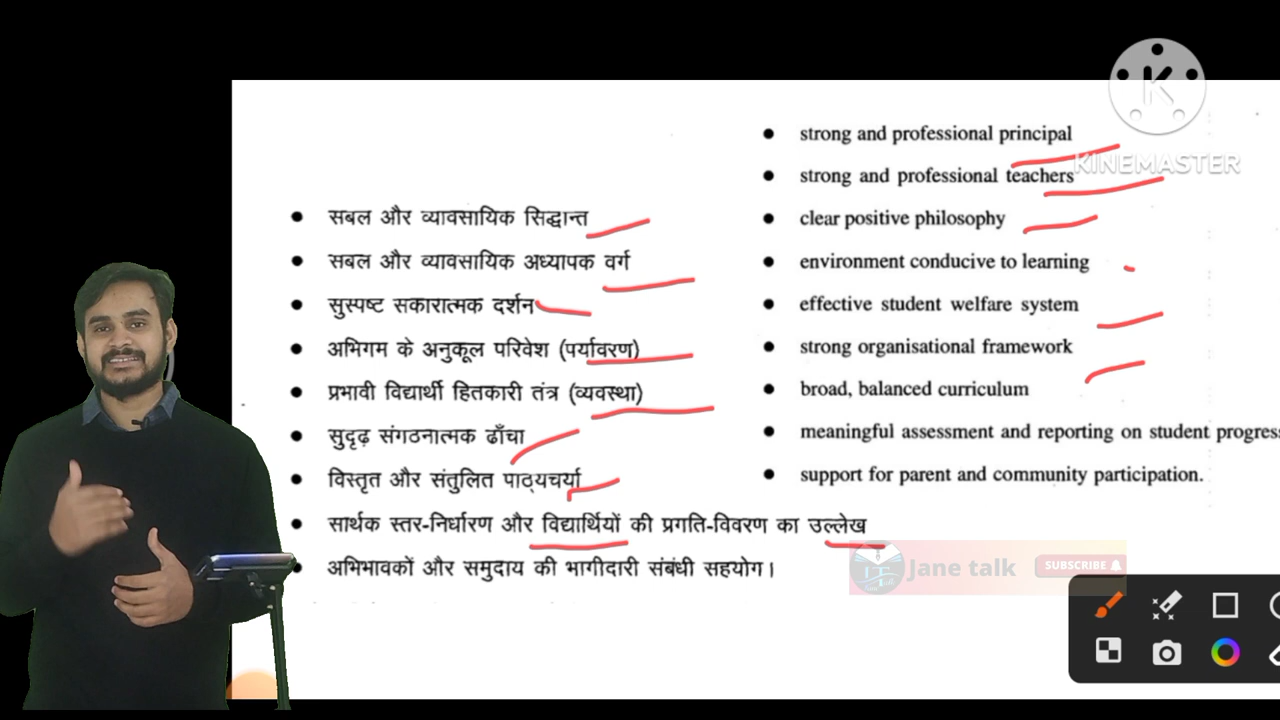 सबल और व्यावसायिक सिद्धान्त
सबल और व्यावसायिक अध्यापक वर्ग
सुस्पष्ट सकारात्मक दर्शन
अभिगम के अनुकूल परिवेश (पर्यावरण)
प्रभावी विद्यार्थी हितकारी तंत्र (व्यवस्था)
सुदृढ़ संगठनात्मक ढाँचा
विस्तृत और संतुलित पाठ्यचर्या
सार्थक स्तर-निर्धारण और विद्यार्थियों की प्रगति-विवरण का उल्लेख
अभिभावकों और समुदाय की भागीदारी संबंधी सहयोग।
strong and professional principal
strong and professional teachers
clear positive philosophy
environment conducive to learning
effective student welfare system
strong organisational framework
broad, balanced curriculum
meaningful assessment and reporting on student progres
support for parent and community participation.
KINEMASTER
Jane talk
SUBSCRIBE